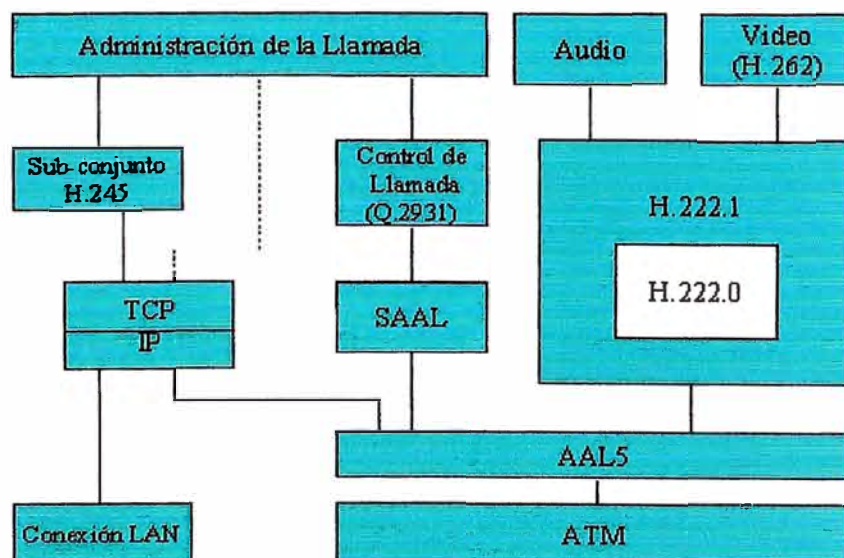 Administración de la Llamada
Audio
Video
(H.262)
Sub-conjunto
H.245
Control de
Llamada
(Q.2931)
H.222.1
H.222.0
TCP
IP
SAAL
AAL5
Conexión LAN
ATM